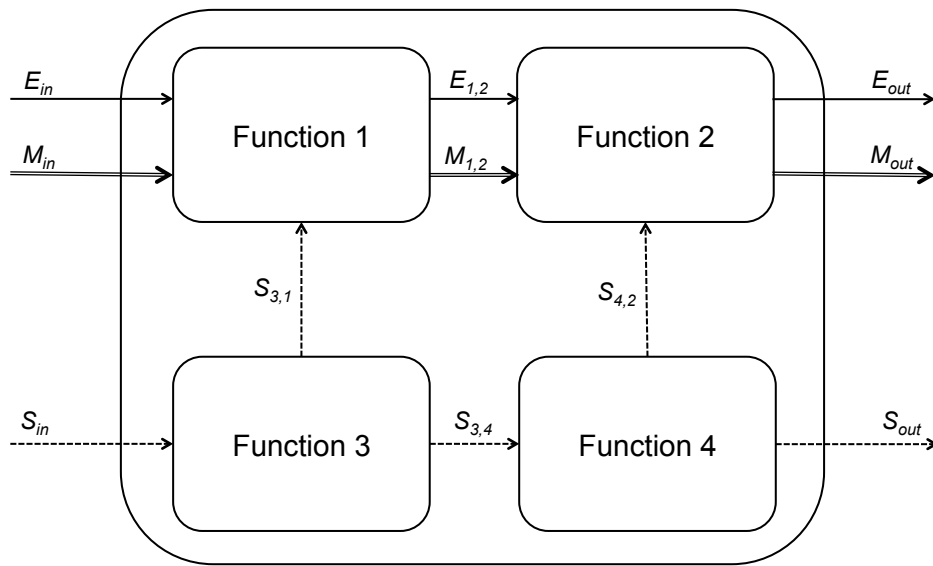 E_in
E_1,2
E_out
Function 1
Function 2
M_in
M_1,2
M_out
S_3,1
S_4,2
S_in
Function 3
S_3,4
Function 4
S_out